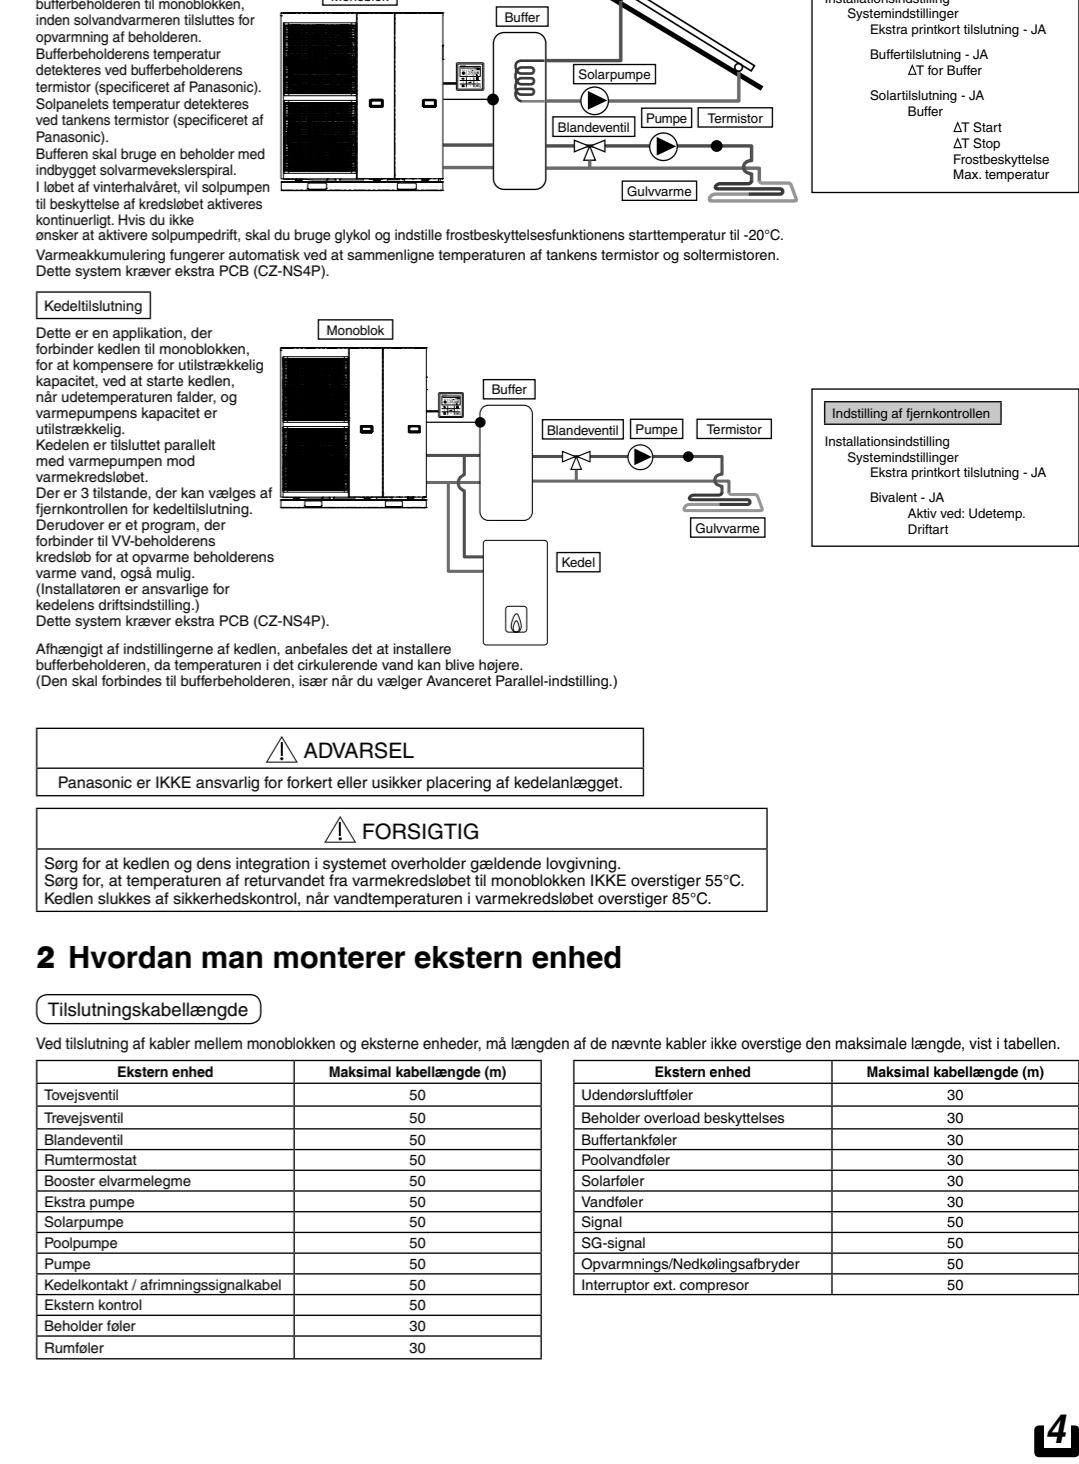 bufferbeholderen til monoblokken,
inden solvandvarmeren tilsluttes for
opvarmning af beholderen.
Bufferbeholderens temperatur
detekteres ved bufferbeholderens
termistor (specificeret af Panasonic).
Solpanelets temperatur detekteres
ved tankens termistor (specificeret af
Panasonic).
Bufferen skal bruge en beholder med
indbygget solvarmevekslerspiral.
I løbet af vinterhalvåret, vil solpumpen
til beskyttelse af kredsløbet aktiveres
kontinuerligt. Hvis du ikke
ønsker at aktivere solpumpedrift, skal du bruge glykol og indstille frostbeskyttelsesfunktionens starttemperatur til -20°C.
Varmeakkumulering fungerer automatisk ved at sammenligne temperaturen af tankens termistor og soltermistoren.
Dette system kræver ekstra PCB (CZ-NS4P).
Monoblok
Buffer
Solarpumpe
Blandeventil
Pumpe
Termistor
Gulvvarme
Installationsindstilling
Systemindstillinger
Ekstra printkort tilslutning - JA
Buffertilslutning - JA
ΔT for Buffer
Solartilslutning - JA
Buffer
ΔT Start
ΔT Stop
Frostbeskyttelse
Max. temperatur
Kedeltilslutning
Dette er en applikation, der
forbinder kedlen til monoblokken,
for at kompensere for utilstrækkelig
kapacitet, ved at starte kedlen,
når udetemperaturen falder, og
varmepumpens kapacitet er
utilstrækkelig.
Kedelen er tilsluttet parallelt
med varmepumpen mod
varmekredsløbet.
Der er 3 tilstande, der kan vælges af
fjernkontrollen for kedeltilslutning.
Derudover er et program, der
forbinder til VV-beholderens
kredsløb for at opvarme beholderens
varme vand, også mulig.
(Installatøren er ansvarlige for
kedelens driftsindstilling.)
Dette system kræver ekstra PCB (CZ-NS4P).
Monoblok
Buffer
Blandeventil
Pumpe
Termistor
Gulvvarme
Kedel
Indstilling af fjernkontrollen
Installationsindstilling
Systemindstillinger
Ekstra printkort tilslutning - JA
Bivalent - JA
Aktiv ved: Udetemp.
Driftart
Afhængigt af indstillingerne af kedlen, anbefales det at installere
bufferbeholderen, da temperaturen i det cirkulerende vand kan blive højere.
(Den skal forbindes til bufferbeholderen, især når du vælger Avanceret Parallel-indstilling.)
ADVARSEL
Panasonic er IKKE ansvarlig for forkert eller usikker placering af kedelanlægget.
FORSIGTIG
Sørg for at kedlen og dens integration i systemet overholder gældende lovgivning.
Sørg for, at temperaturen af returvandet fra varmekredsløbet til monoblokken IKKE overstiger 55°C.
Kedlen slukkes af sikkerhedskontrol, når vandtemperaturen i varmekredsløbet overstiger 85°C.
2 Hvordan man monterer ekstern enhed
Tilslutningskabellængde
Ved tilslutning af kabler mellem monoblokken og eksterne enheder, må længden af de nævnte kabler ikke overstige den maksimale længde, vist i tabellen.
Ekstern enhed Maksimal kabellængde (m)
Tovejsventil 50
Trevejsventil 50
Blandeventil 50
Rumtermostat 50
Booster elvarmelegme 50
Ekstra pumpe 50
Solarpumpe 50
Poolpumpe 50
Pumpe 50
Kedelkontakt / afrimningssignalkabel 50
Ekstern kontrol 50
Beholder føler 30
Rumføler 30
Ekstern enhed Maksimal kabellængde (m)
Udendørsluftføler 30
Beholder overload beskyttelses 30
Buffertankføler 30
Poolvandføler 30
Solarføler 30
Vandføler 30
Signal 50
SG-signal 50
Opvarmnings/Nedkølingsafbryder 50
Interruptor ext. compresor 50
4